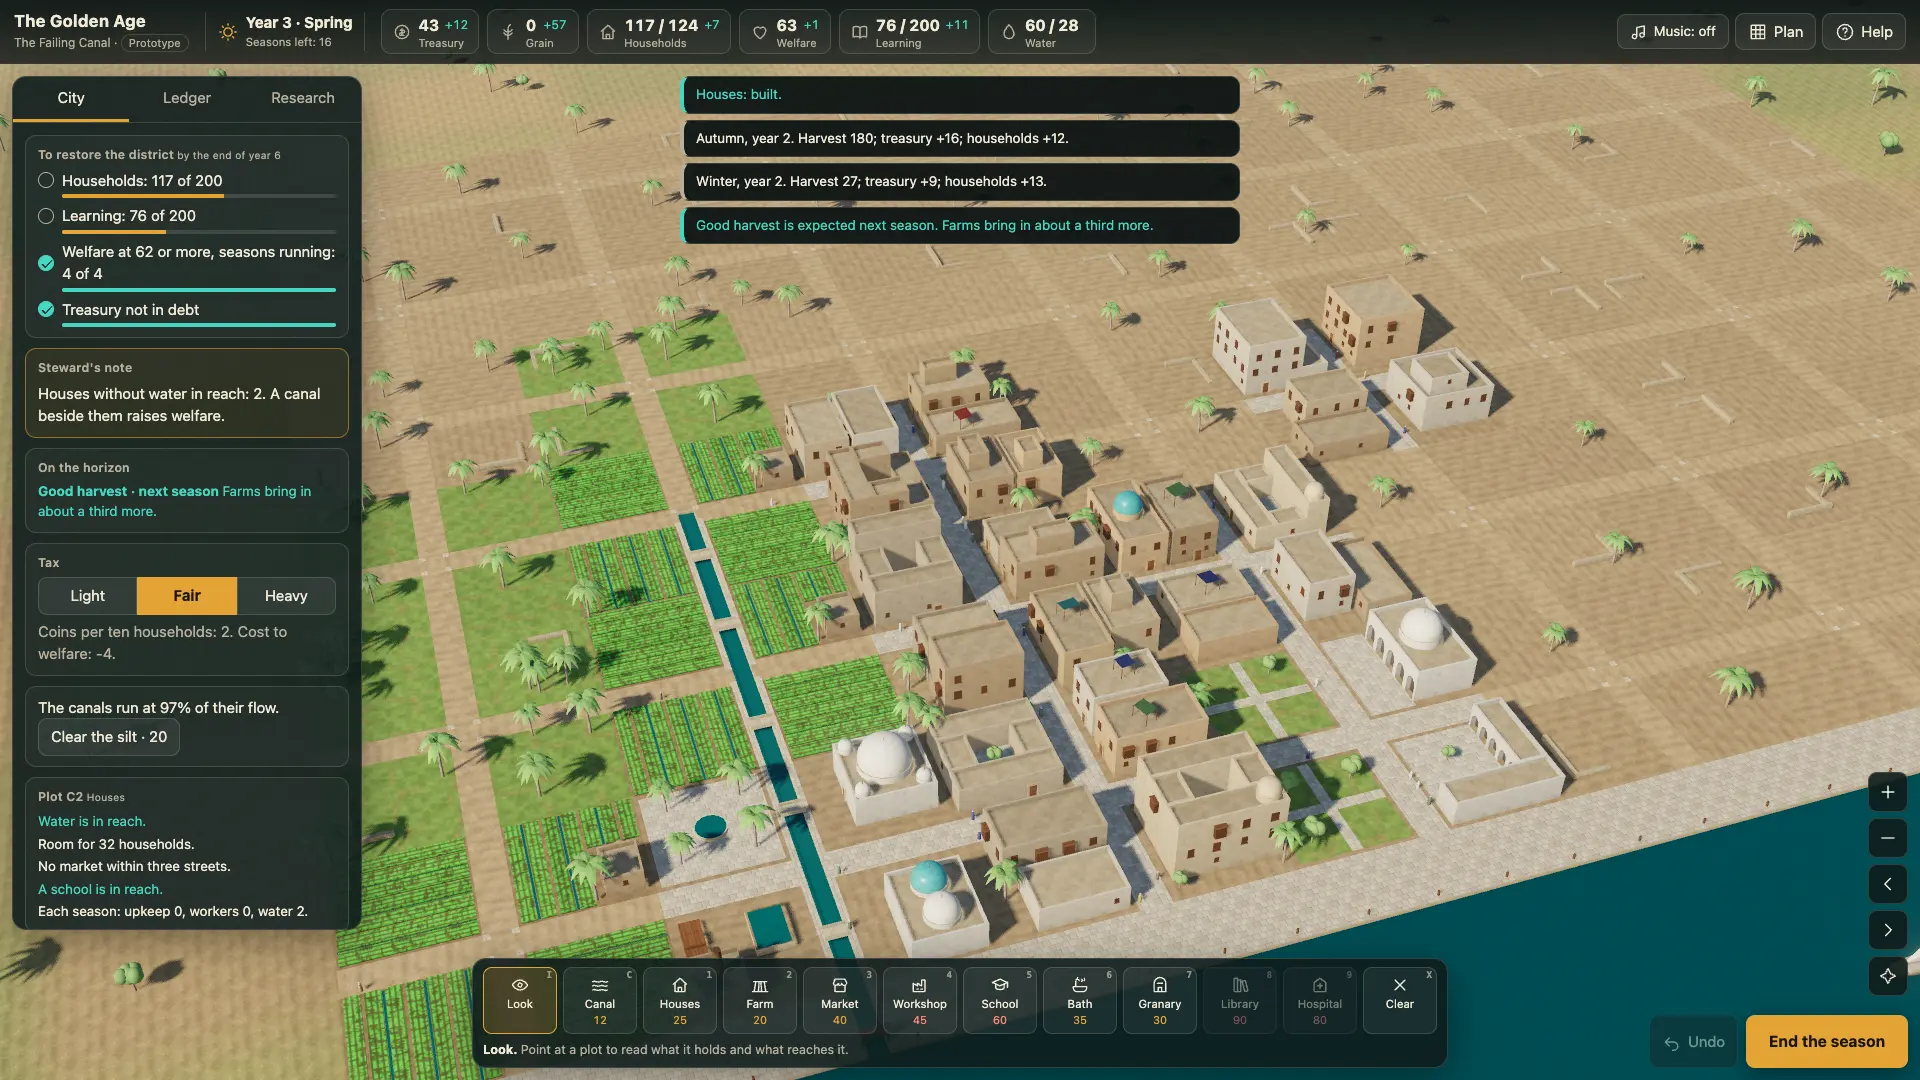 The Golden Age
The Failing Canal · Prototype
Year 3 · Spring
Seasons left: 16
43 +12
Treasury
0 +57
Grain
117 / 124 +7
Households
63 +1
Welfare
76 / 200 +11
Learning
60 / 28
Water
Music: off
Plan
Help
City
Ledger
Research
To restore the district by the end of year 6
Households: 117 of 200
Learning: 76 of 200
Welfare at 62 or more, seasons running:
4 of 4
Treasury not in debt
Steward's note
Houses without water in reach: 2. A canal
beside them raises welfare.
On the horizon
Good harvest · next season Farms bring in
about a third more.
Tax
Light
Fair
Heavy
Coins per ten households: 2. Cost to
welfare: -4.
The canals run at 97% of their flow.
Clear the silt · 20
Plot C2 Houses
Water is in reach.
Room for 32 households.
No market within three streets.
A school is in reach.
Each season: upkeep 0, workers 0, water 2.
Houses: built.
Autumn, year 2. Harvest 180; treasury +16; households +12.
Winter, year 2. Harvest 27; treasury +9; households +13.
Good harvest is expected next season. Farms bring in about a third more.
I
Look
C
Canal
12
1
Houses
25
2
Farm
20
3
Market
40
4
Workshop
45
5
School
60
6
Bath
35
7
Granary
30
8
Library
90
9
Hospital
80
X
Clear
Look. Point at a plot to read what it holds and what reaches it.
Undo
End the season